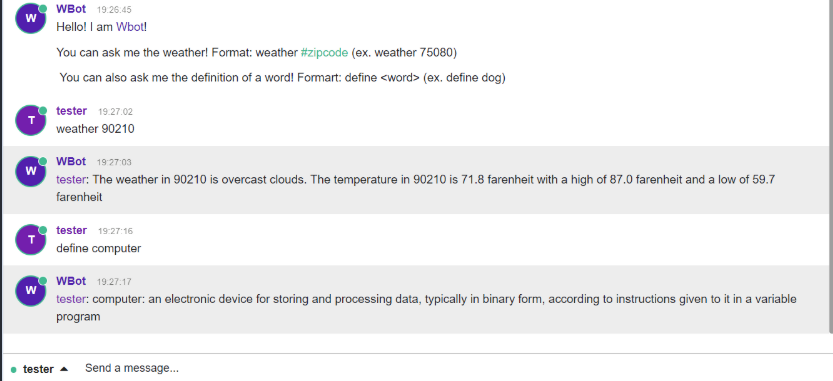 W WBot 19:26:45
Hello! I am Wbot!
You can ask me the weather! Format: weather #zipcode (ex. weather 75080)
You can also ask me the definition of a word! Formart: define <word> (ex. define dog)
T tester 19:27:02
weather 90210
W WBot 19:27:03
tester: The weather in 90210 is overcast clouds. The temperature in 90210 is 71.8 farenheit with a high of 87.0 farenheit and a low of 59.7
farenheit
T tester 19:27:16
define computer
W WBot 19:27:17
tester: computer: an electronic device for storing and processing data, typically in binary form, according to instructions given to it in a variable
program
tester Send a message...